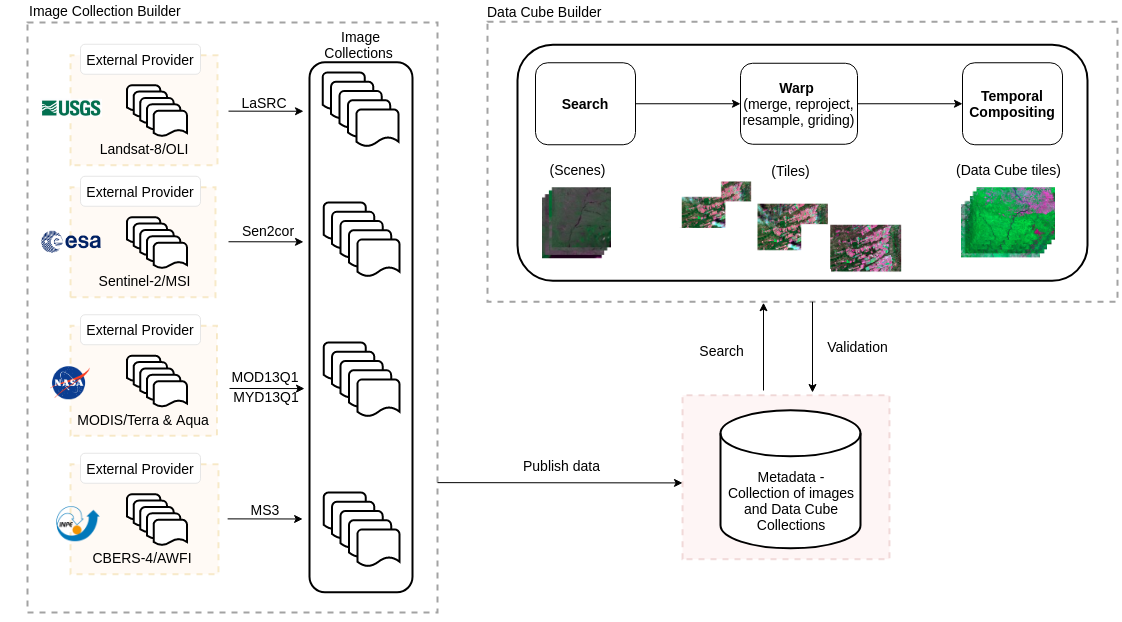 Image Collection Builder
External Provider
USGS
Landsat-8/OLI
LaSRC
External Provider
esa
Sentinel-2/MSI
Sen2cor
External Provider
NASA
MODIS/Terra & Aqua
MOD13Q1
MYD13Q1
External Provider
INPE
CBERS-4/AWFI
MS3
Image
Collections
Publish data
Data Cube Builder
Search
Warp
(merge, reproject,
resample, griding)
Temporal
Compositing
(Scenes)
(Tiles)
(Data Cube tiles)
Search
Validation
Metadata -
Collection of images
and Data Cube
Collections